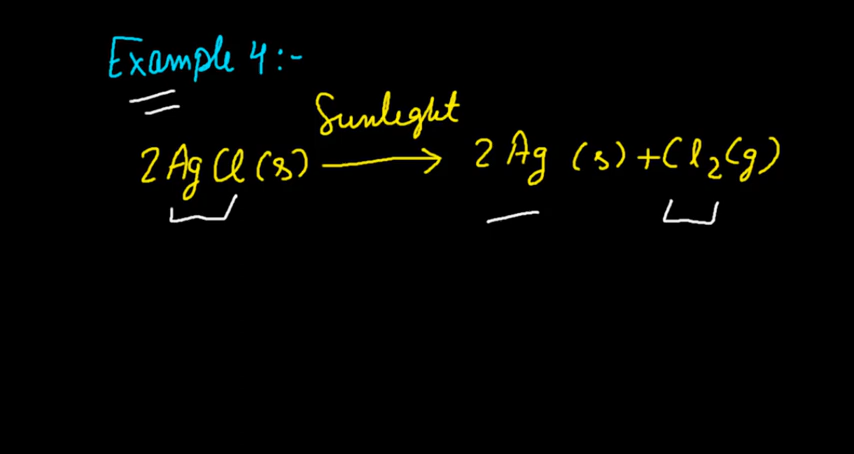 Example 4:-
Sunlight
2AgCl(s) → 2Ag (s) + Cl₂(g)